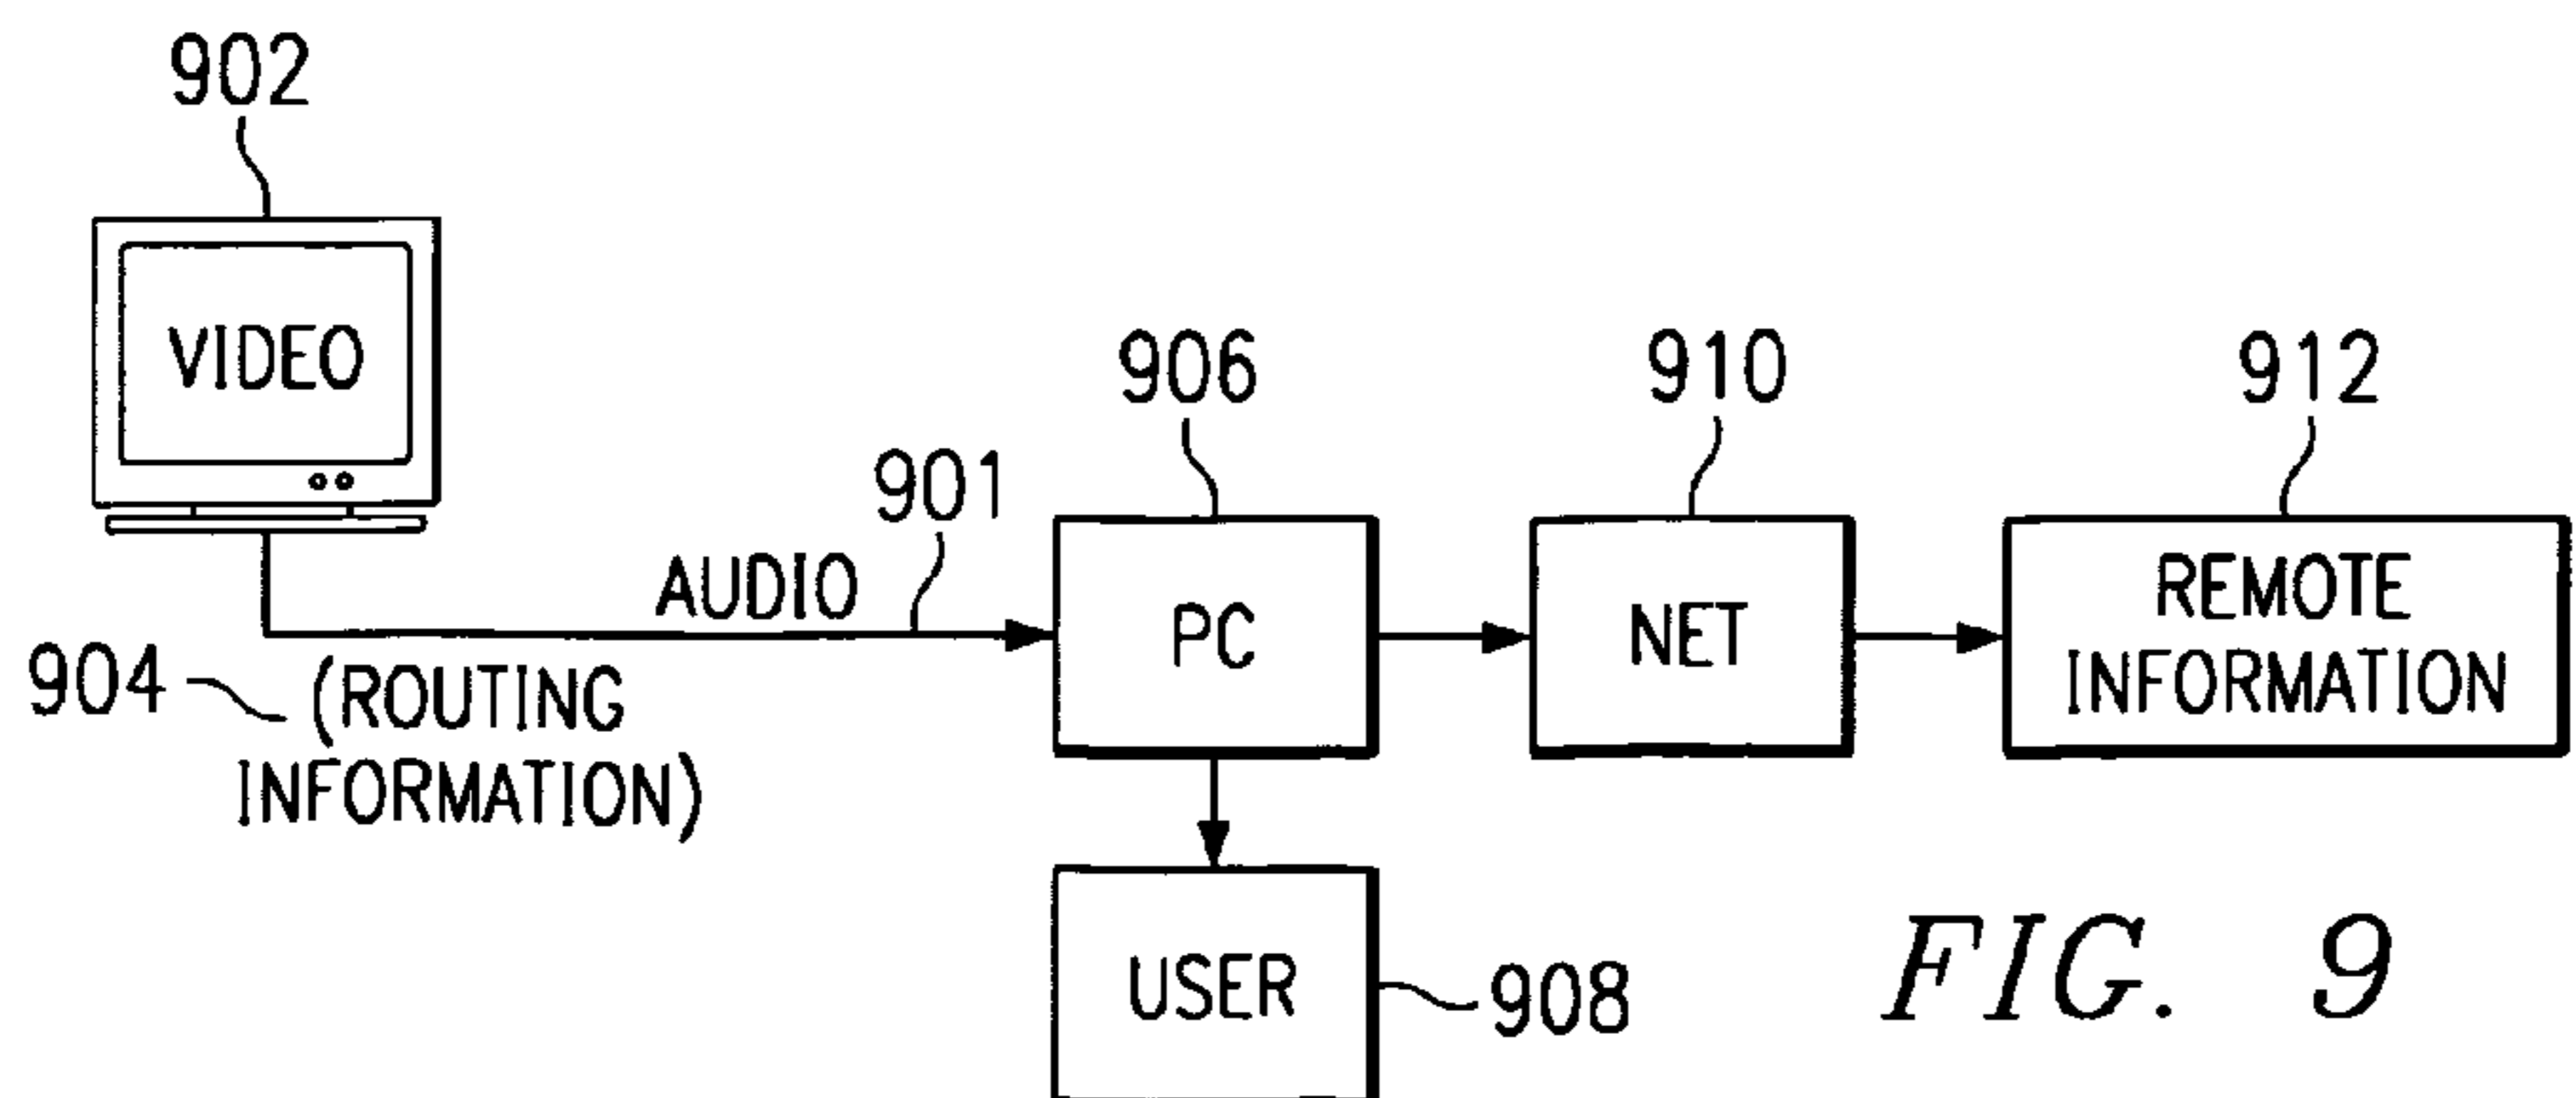 902
VIDEO
906
910
912
901
AUDIO
PC
NET
REMOTE
INFORMATION
904
(ROUTING
INFORMATION)
USER
908
FIG. 9